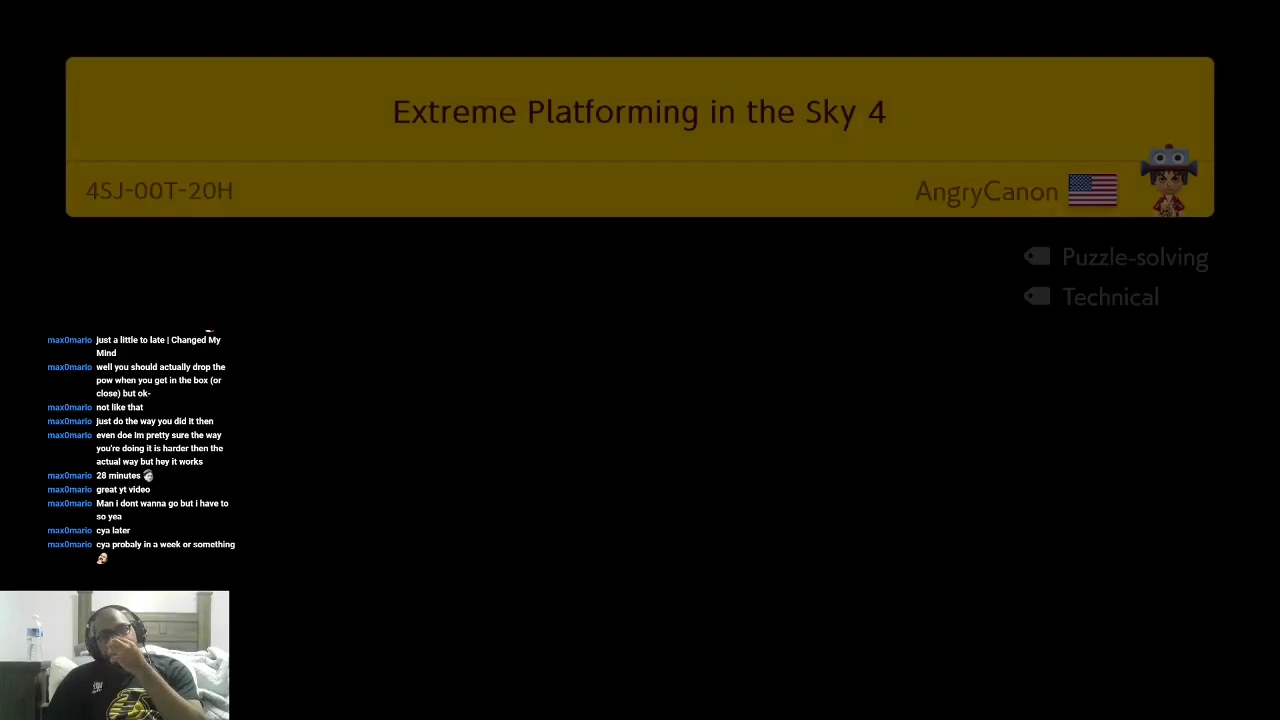 Extreme Platforming in the Sky 4
4SJ-00T-20H
AngryCanon
Puzzle-solving
Technical
max0mario just a little to late | Changed My
Mind
max0mario well you should actually drop the
pow when you get in the box (or
close) but ok-
max0mario not like that
max0mario just do the way you did it then
max0mario even doe im pretty sure the way
you're doing it is harder then the
actual way but hey it works
max0mario 28 minutes
max0mario great yt video
max0mario Man i dont wanna go but i have to
so yea
max0mario cya later
max0mario cya probaly in a week or something